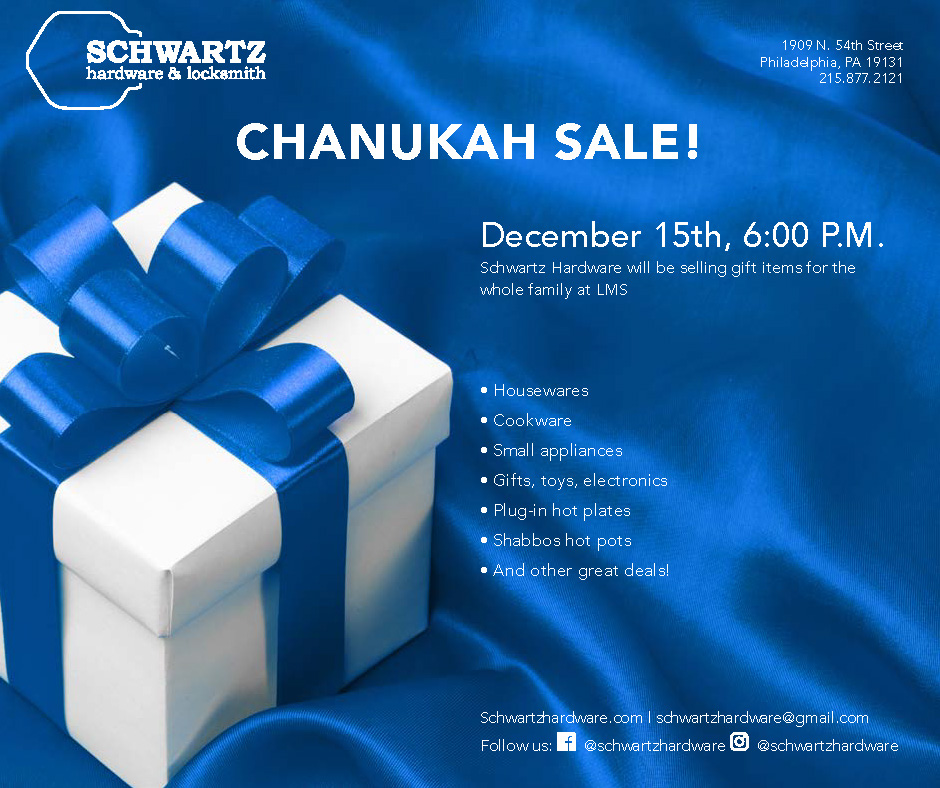 SCHWARTZ
hardware & locksmith
1909 N. 54th Street
Philadelphia, PA 19131
215.877.2121
CHANUKAH SALE!
December 15th, 6:00 P.M.
Schwartz Hardware will be selling gift items for the
whole family at LMS
• Housewares
• Cookware
• Small appliances
• Gifts, toys, electronics
• Plug-in hot plates
• Shabbos hot pots
• And other great deals!
Schwartzhardware.com | schwartzhardware@gmail.com
Follow us: @schwartzhardware @schwartzhardware